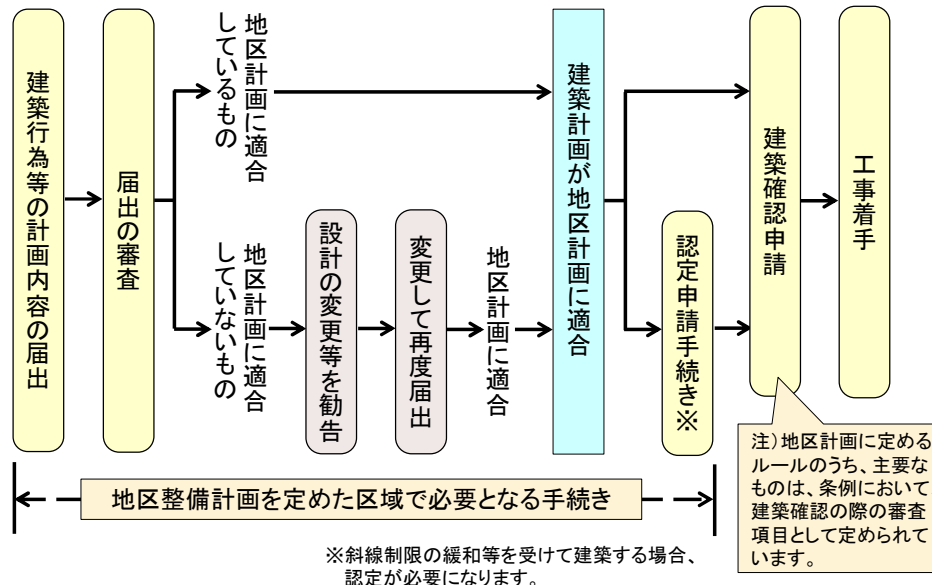 建築行為等の計画内容の届出
届出の審査
地区計画に適合
しているもの
地区計画に適合
していないもの
設計の変更等を勧告
変更して再度届出
地区計画に適合
建築計画が地区計画に適合
認定申請手続き※
建築確認申請
工事着手
注）地区計画に定める
ルールのうち、主要な
ものは、条例において
建築確認の際の審査
項目として定められて
います。
地区整備計画を定めた区域で必要となる手続き
※斜線制限の緩和等を受けて建築する場合、
認定が必要になります。